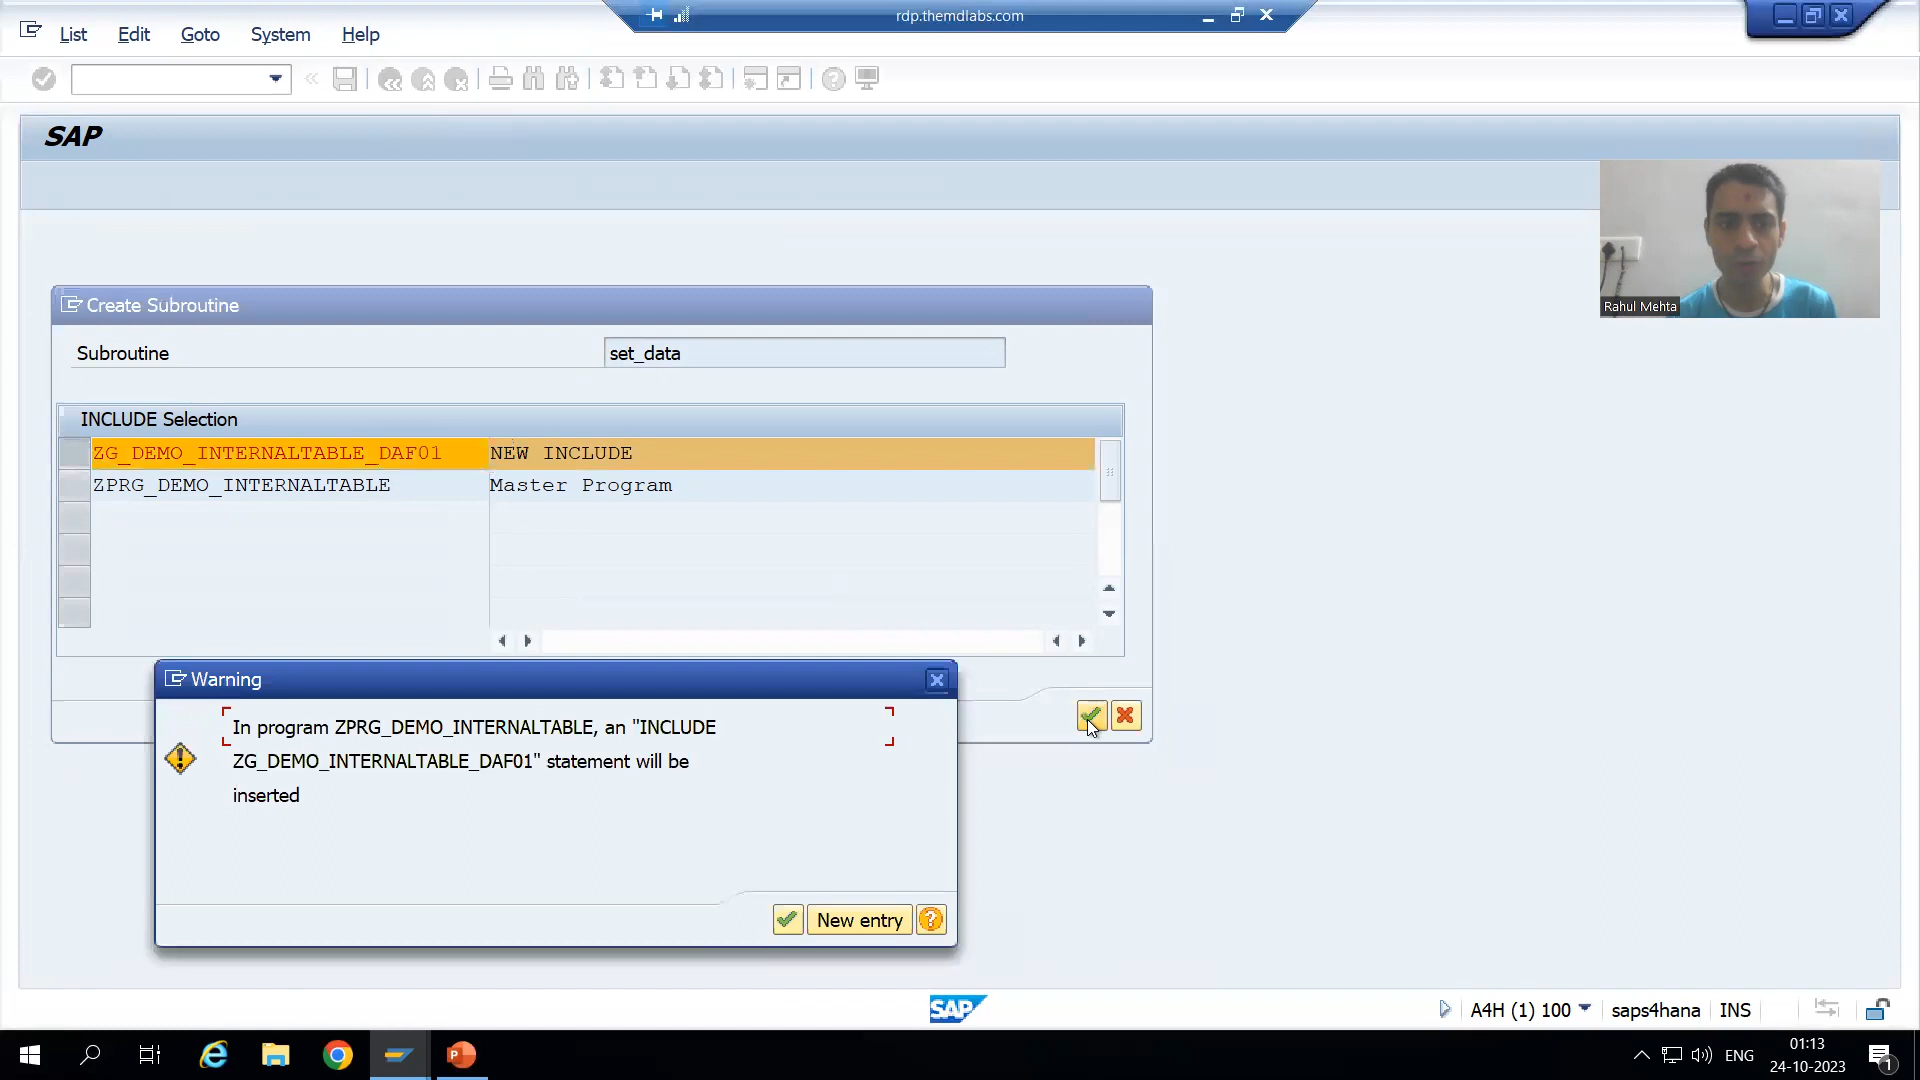 rdp.themdlabs.com
List Edit Goto System Help
SAP
Rahul Mehta
Create Subroutine
Subroutine set_data
INCLUDE Selection
ZG_DEMO_INTERNALTABLE_DAF01 NEW INCLUDE
ZPRG_DEMO_INTERNALTABLE Master Program
Warning
In program ZPRG_DEMO_INTERNALTABLE, an "INCLUDE
ZG_DEMO_INTERNALTABLE_DAF01" statement will be
inserted
New entry
SAP
A4H (1) 100 saps4hana INS
ENG
01:13
24-10-2023
1